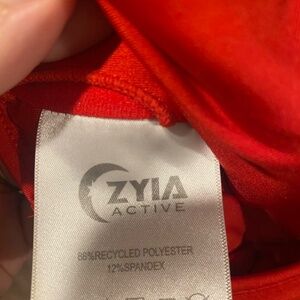 ZYIA
ACTIVE
88%RECYCLED POLYESTER
12%SPANDEX